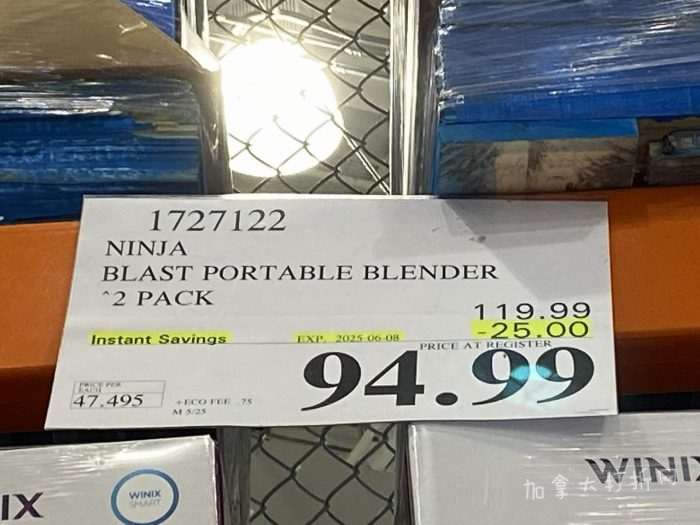 1727122
NINJA
BLAST PORTABLE BLENDER
^2 PACK
119.99
Instant Savings EXP. 2025-06-08 -25.00
PRICE AT REGISTER
94.99
PRICE PER
EACH
47.495
+ECO FEE .75
M 5/25
IX
WINIX
SMART
WINIX
加拿大打折网